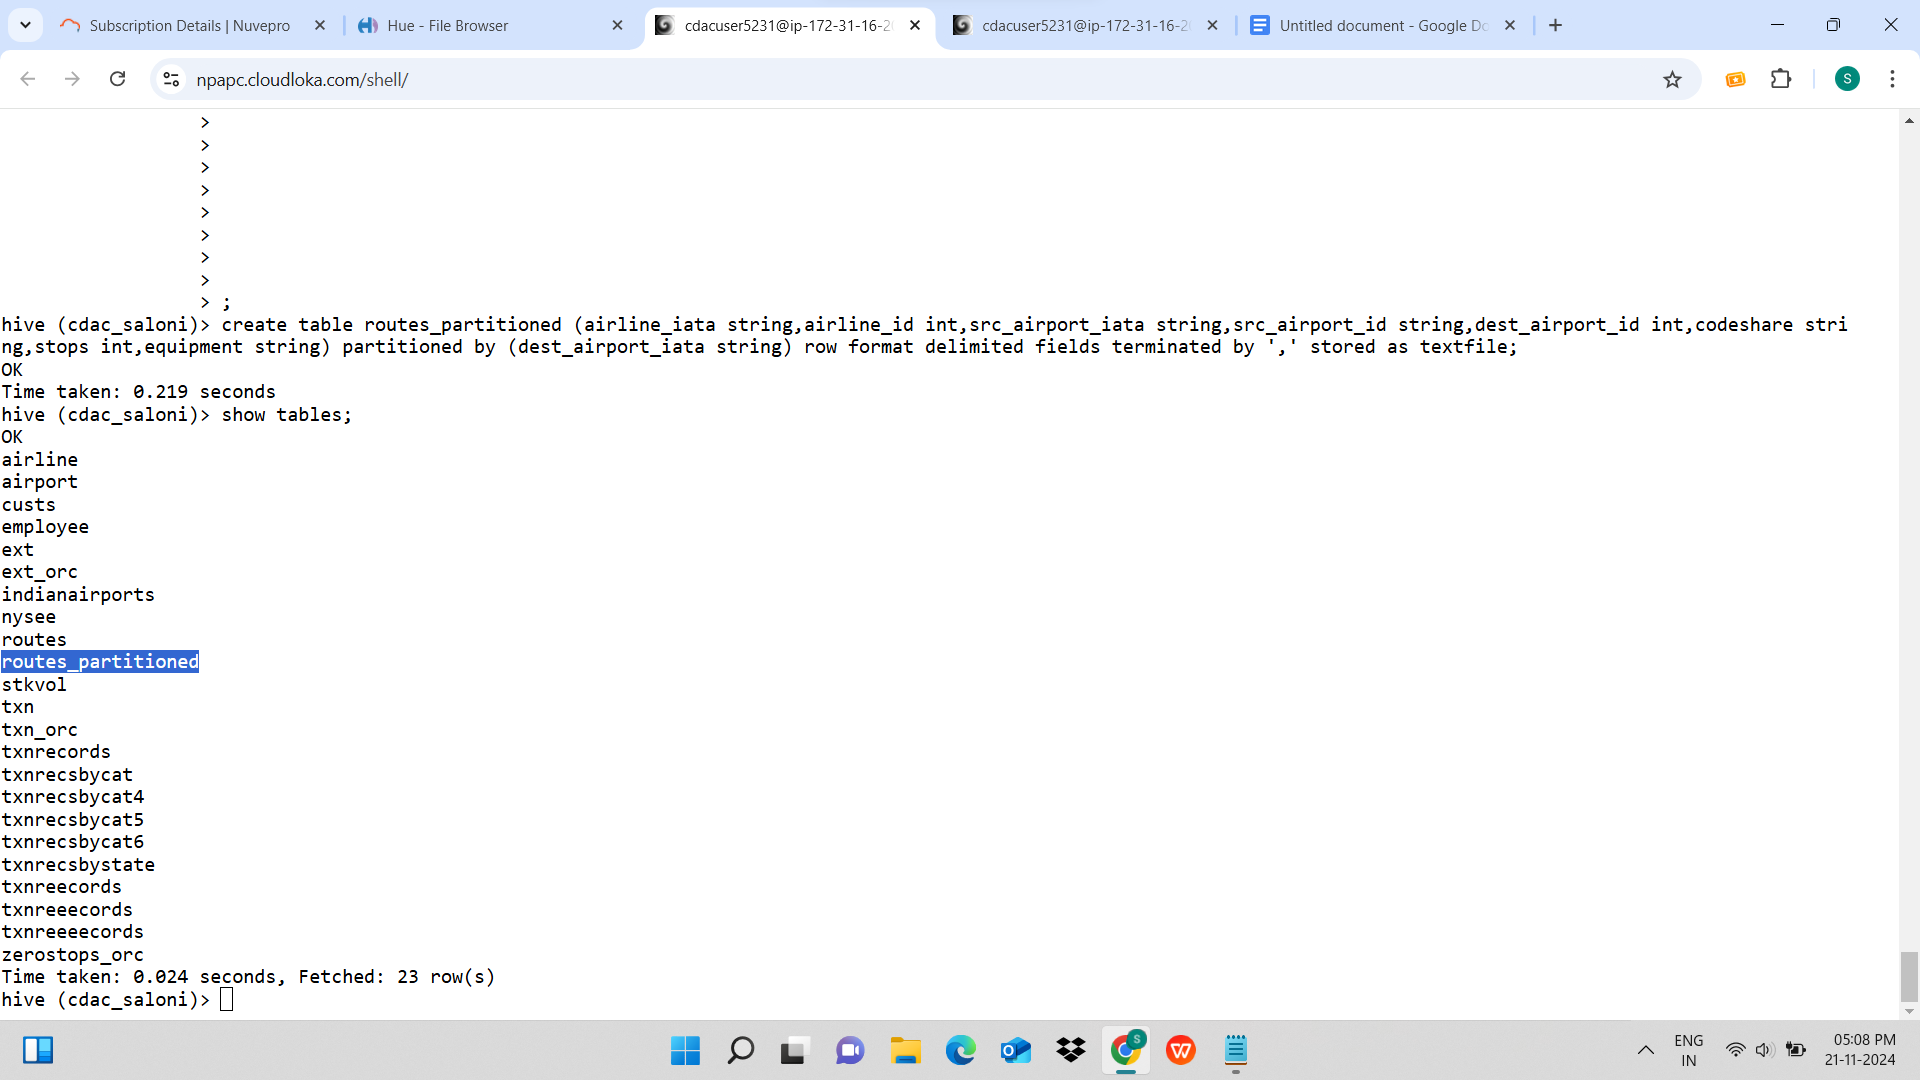 Subscription Details | Nuvepro
Hue - File Browser
cdacuser5231@ip-172-31-16-2
cdacuser5231@ip-172-31-16-2
Untitled document - Google Do
npapc.cloudloka.com/shell/
S
>
>
>
>
>
>
>
>
> ;
hive (cdac_saloni)> create table routes_partitioned (airline_iata string,airline_id int,src_airport_iata string,src_airport_id string,dest_airport_id int,codeshare stri
ng,stops int,equipment string) partitioned by (dest_airport_iata string) row format delimited fields terminated by ',' stored as textfile;
OK
Time taken: 0.219 seconds
hive (cdac_saloni)> show tables;
OK
airline
airport
custs
employee
ext
ext_orc
indianairports
nysee
routes
routes_partitioned
stkvol
txn
txn_orc
txnrecords
txnrecsbycat
txnrecsbycat4
txnrecsbycat5
txnrecsbycat6
txnrecsbystate
txnreecords
txnreeecords
txnreeeecords
zerostops_orc
Time taken: 0.024 seconds, Fetched: 23 row(s)
hive (cdac_saloni)>
S
ENG
IN
05:08 PM
21-11-2024